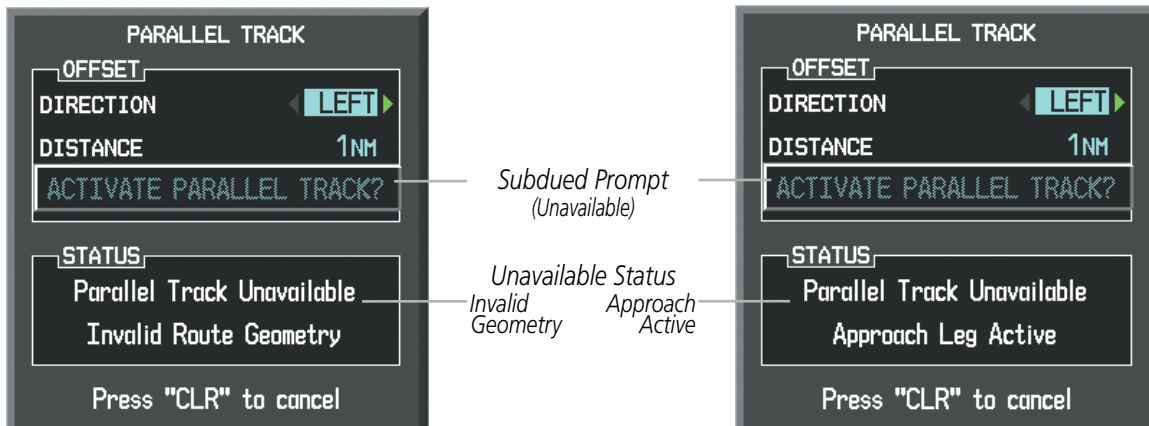 PARALLEL TRACK
OFFSET
DIRECTION LEFT
DISTANCE 1NM
ACTIVATE PARALLEL TRACK?
STATUS
Parallel Track Unavailable
Invalid Route Geometry
Press "CLR" to cancel
Subdued Prompt
(Unavailable)
Unavailable Status
Invalid
Geometry
Approach
Active
PARALLEL TRACK
OFFSET
DIRECTION LEFT
DISTANCE 1NM
ACTIVATE PARALLEL TRACK?
STATUS
Parallel Track Unavailable
Approach Leg Active
Press "CLR" to cancel